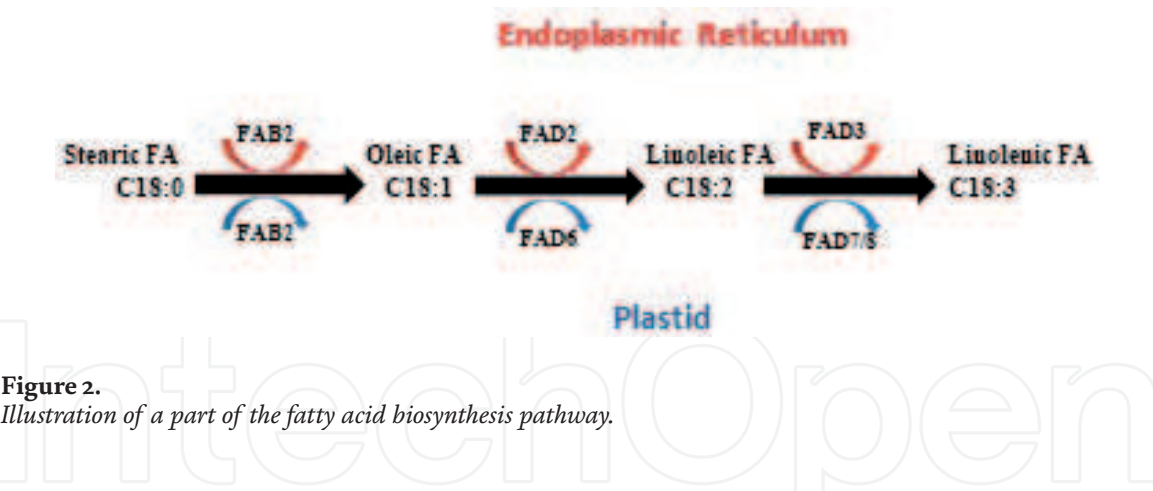 Endoplasmic Reticulum
FAB2 FAD2 FAD3
Stearic FA Oleic FA Linoleic FA Linolenic FA
C18:0 C18:1 C18:2 C18:3
FAB2 FAD6 FAD7/8
Plastid
Figure 2.
Illustration of a part of the fatty acid biosynthesis pathway.
IntechOpen